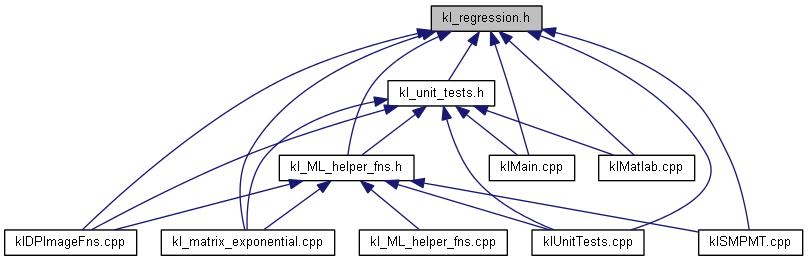 kl_regression.h
kl_unit_tests.h
kl_ML_helper_fns.h
klMain.cpp
klMatlab.cpp
klDPImageFns.cpp
kl_matrix_exponential.cpp
kl_ML_helper_fns.cpp
klUnitTests.cpp
klSMPMT.cpp